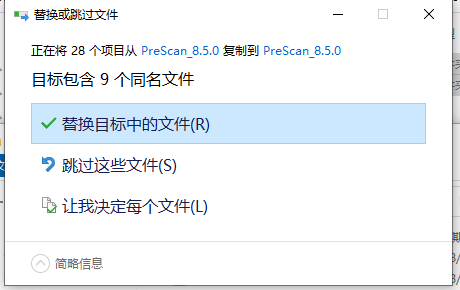 替换或跳过文件
正在将 28 个项目从 PreScan_8.5.0 复制到 PreScan_8.5.0
目标包含 9 个同名文件
替换目标中的文件(R)
跳过这些文件(S)
让我决定每个文件(L)
简略信息